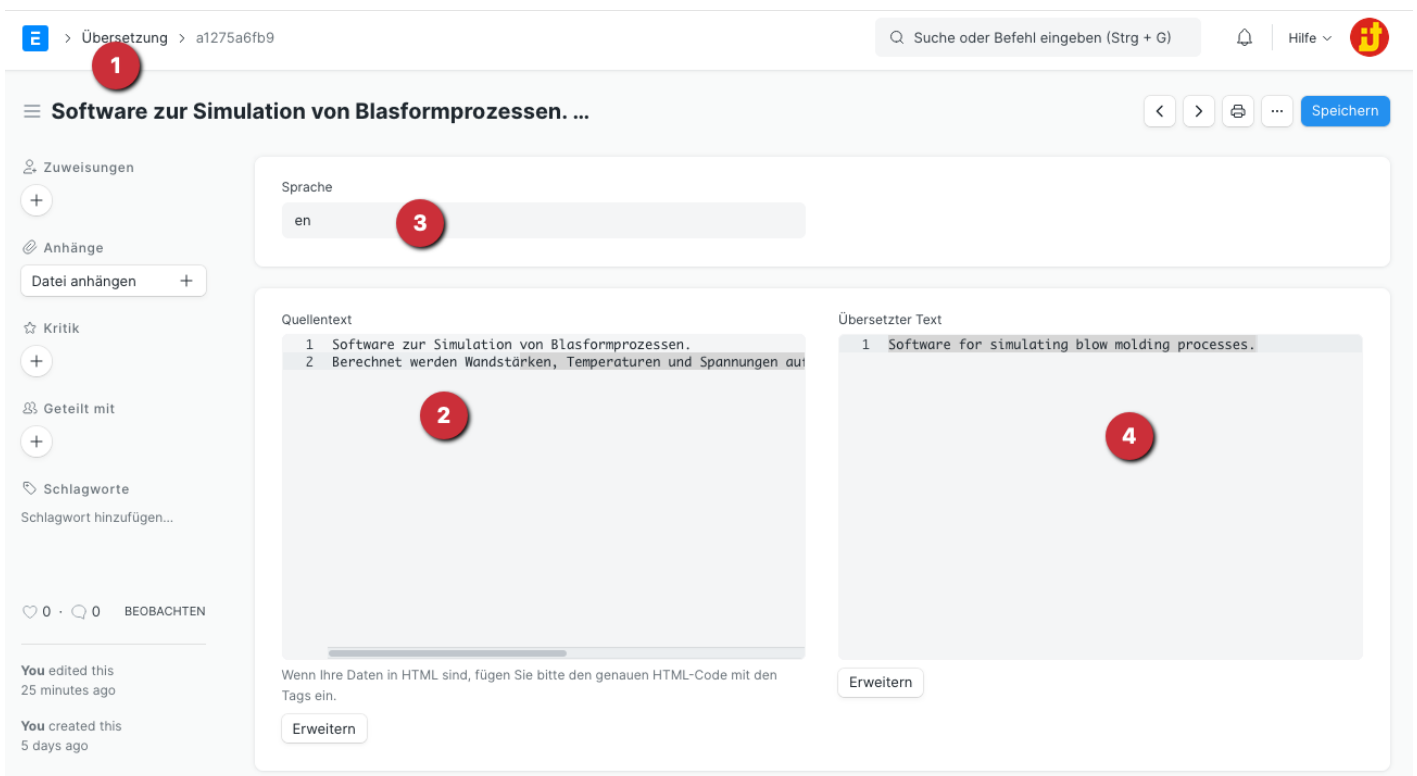 E > Übersetzung > a1275a6fb9
Suche oder Befehl eingeben (Strg + G)
Hilfe
1
Software zur Simulation von Blasformprozessen. ...
Speichern
Zuweisungen
Anhänge
Datei anhängen +
Kritik
Geteilt mit
Schlagworte
Schlagwort hinzufügen...
0 · 0 BEOBACHTEN
You edited this
25 minutes ago
You created this
5 days ago
Sprache
en
3
Quellentext
1 Software zur Simulation von Blasformprozessen.
2 Berechnet werden Wandstärken, Temperaturen und Spannungen auf
2
Wenn Ihre Daten in HTML sind, fügen Sie bitte den genauen HTML-Code mit den
Tags ein.
Erweitern
Übersetzter Text
1 Software for simulating blow molding processes.
4
Erweitern